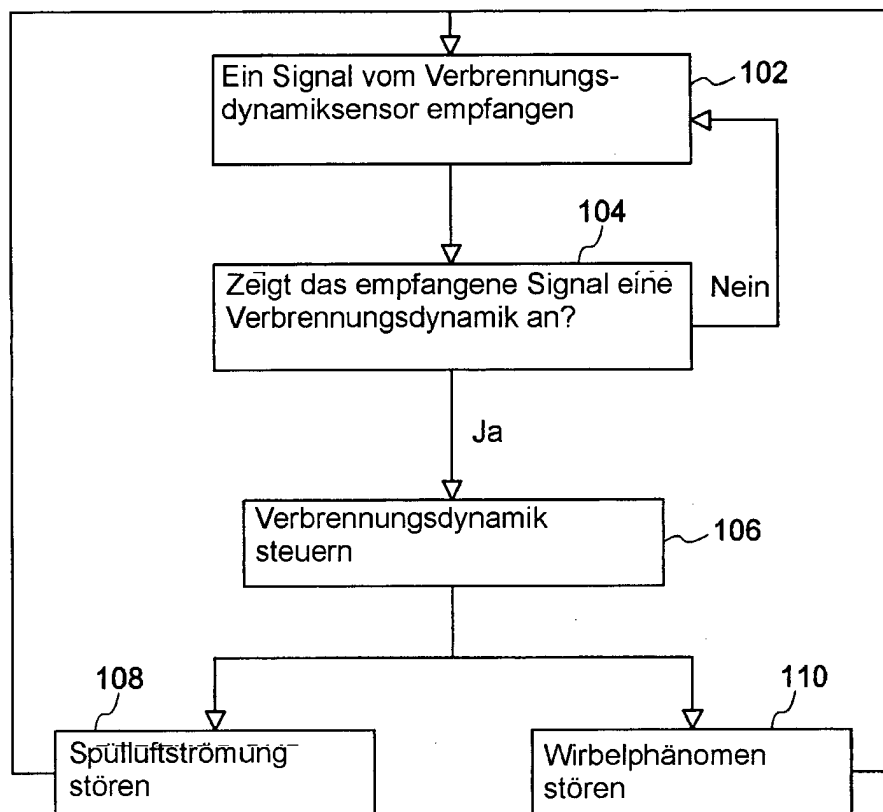 Ein Signal vom Verbrennungs-
dynamiksensor empfangen
102
104
Zeigt das empfangene Signal eine
Verbrennungsdynamik an?
Nein
Ja
Verbrennungsdynamik
steuern
106
108
Spülluftströmung
stören
110
Wirbelphänomen
stören